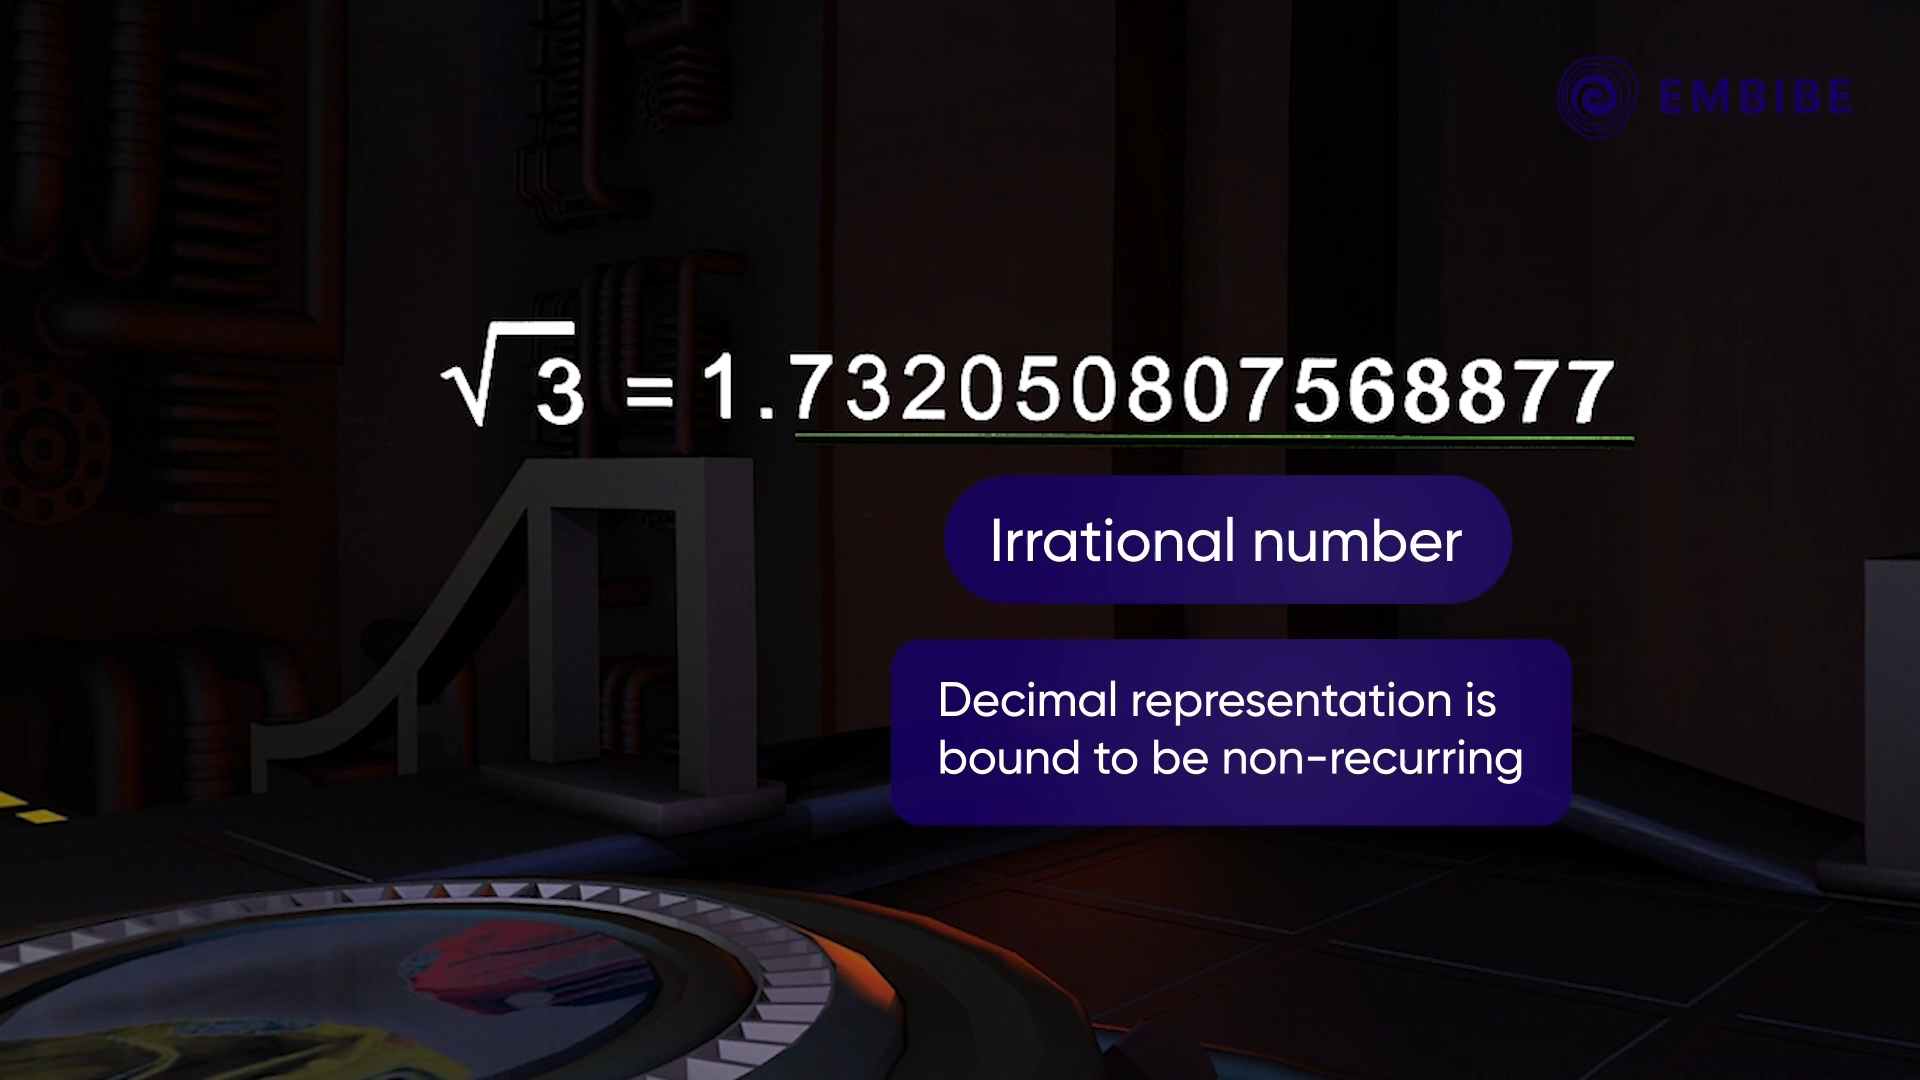 EMBIBE
√3 = 1.732050807568877
Irrational number
Decimal representation is
bound to be non-recurring